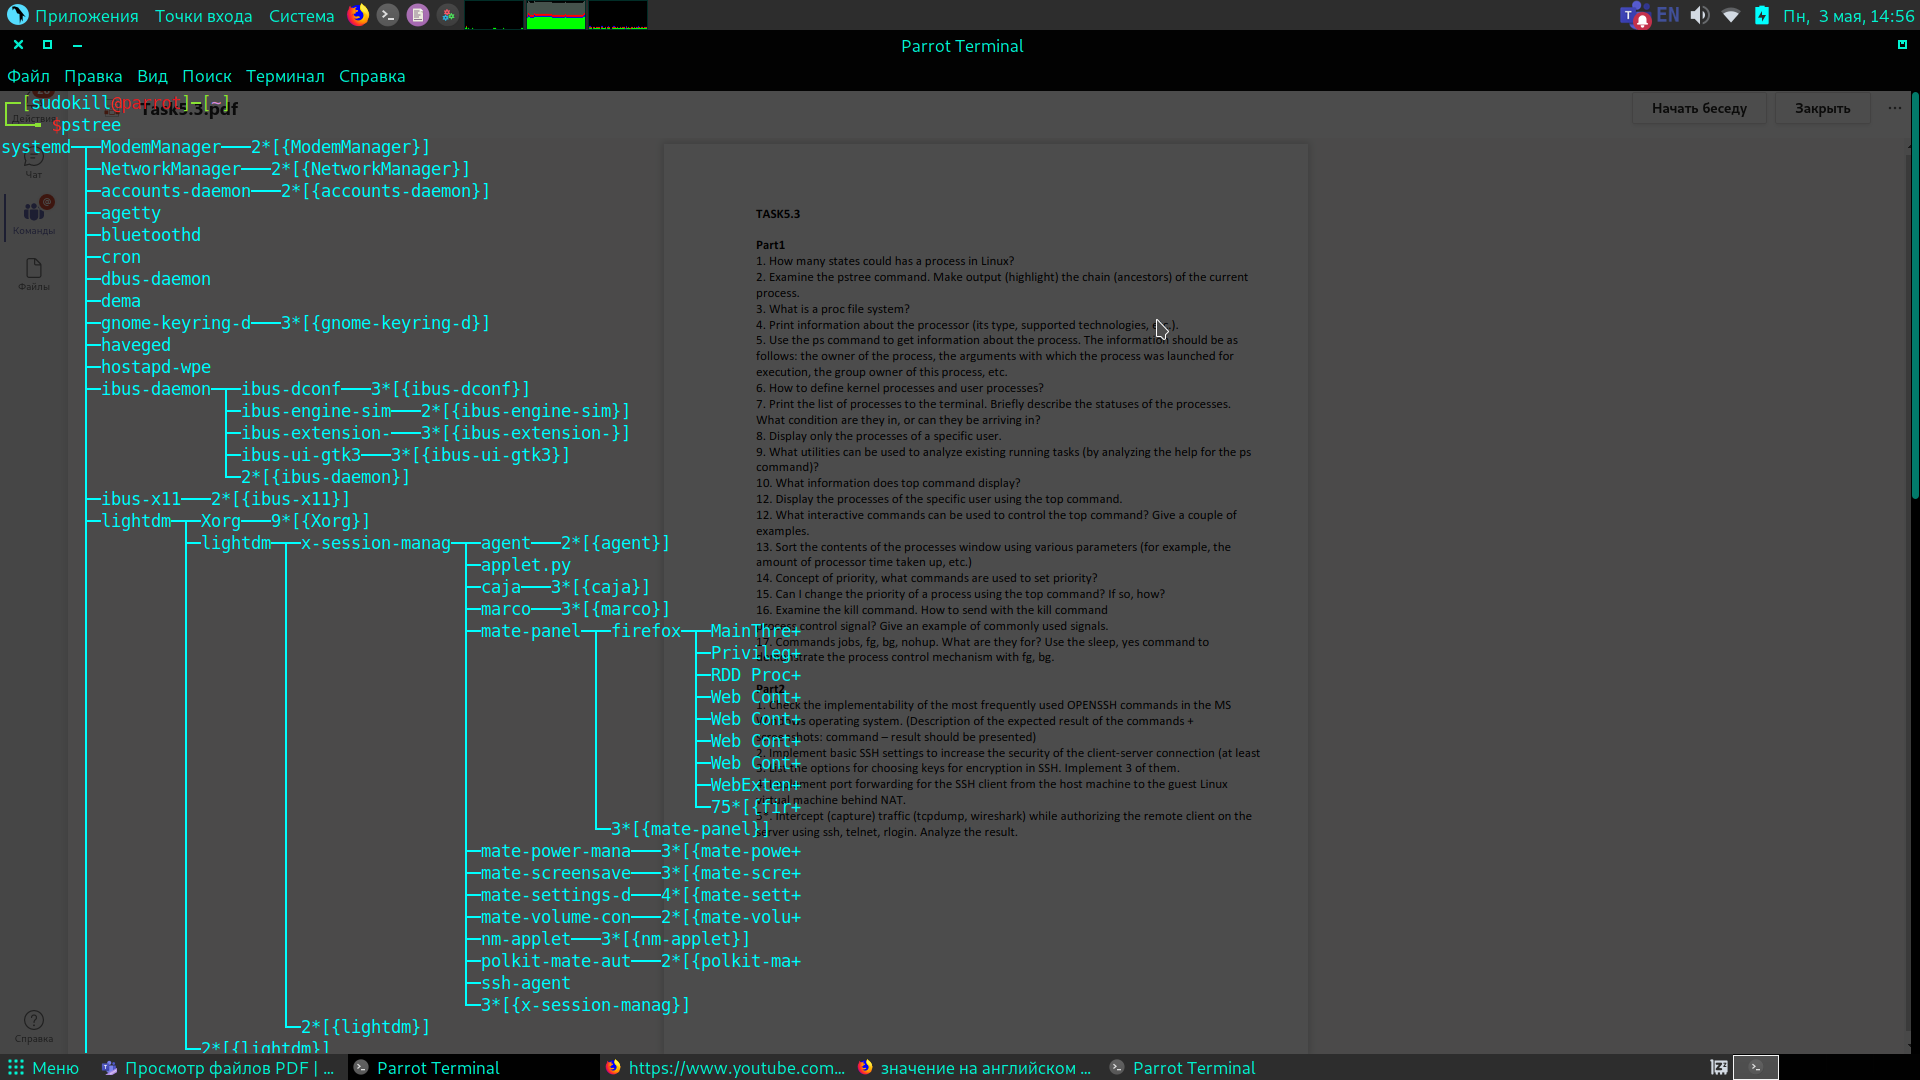 Приложения Точки входа Система EN Пн, 3 мая, 14:56
Parrot Terminal
Файл Правка Вид Поиск Терминал Справка
┌─[sudokill@parrot]─[~]
Task5.3.pdf
Начать беседу Закрыть ...
└──╼ $pstree
systemd─┬─ModemManager───2*[{ModemManager}]
├─NetworkManager───2*[{NetworkManager}]
Чат
├─accounts-daemon───2*[{accounts-daemon}]
├─agetty
Команды
├─bluetoothd
├─cron
├─dbus-daemon
Файлы
├─dema
├─gnome-keyring-d───3*[{gnome-keyring-d}]
├─haveged
├─hostapd-wpe
├─ibus-daemon─┬─ibus-dconf───3*[{ibus-dconf}]
├─ibus-engine-sim───2*[{ibus-engine-sim}]
├─ibus-extension-───3*[{ibus-extension-}]
├─ibus-ui-gtk3───3*[{ibus-ui-gtk3}]
└─2*[{ibus-daemon}]
├─ibus-x11───2*[{ibus-x11}]
├─lightdm─┬─Xorg───9*[{Xorg}]
├─lightdm─┬─x-session-manag─┬─agent───2*[{agent}]
├─applet.py
├─caja───3*[{caja}]
├─marco───3*[{marco}]
├─mate-panel─┬─firefox─┬─MainThre+
├─Privileg+
├─RDD Proc+
├─Web Cont+
├─Web Cont+
├─Web Cont+
├─Web Cont+
├─WebExten+
└─75*[{fir+
└─3*[{mate-panel}]
├─mate-power-mana───3*[{mate-powe+
├─mate-screensave───3*[{mate-scre+
├─mate-settings-d───4*[{mate-sett+
├─mate-volume-con───2*[{mate-volu+
├─nm-applet───3*[{nm-applet}]
├─polkit-mate-aut───2*[{polkit-ma+
├─ssh-agent
└─3*[{x-session-manag}]
└─2*[{lightdm}]
└─2*[{lightdm}]
Справка
TASK5.3
Part1
1. How many states could has a process in Linux?
2. Examine the pstree command. Make output (highlight) the chain (ancestors) of the current
process.
3. What is a proc file system?
4. Print information about the processor (its type, supported technologies, etc.).
5. Use the ps command to get information about the process. The information should be as
follows: the owner of the process, the arguments with which the process was launched for
execution, the group owner of this process, etc.
6. How to define kernel processes and user processes?
7. Print the list of processes to the terminal. Briefly describe the statuses of the processes.
What condition are they in, or can they be arriving in?
8. Display only the processes of a specific user.
9. What utilities can be used to analyze existing running tasks (by analyzing the help for the ps
command)?
10. What information does top command display?
12. Display the processes of the specific user using the top command.
12. What interactive commands can be used to control the top command? Give a couple of
examples.
13. Sort the contents of the processes window using various parameters (for example, the
amount of processor time taken up, etc.)
14. Concept of priority, what commands are used to set priority?
15. Can I change the priority of a process using the top command? If so, how?
16. Examine the kill command. How to send with the kill command
process control signal? Give an example of commonly used signals.
17. Commands jobs, fg, bg, nohup. What are they for? Use the sleep, yes command to
demonstrate the process control mechanism with fg, bg.
Part2
1. Check the implementability of the most frequently used OPENSSH commands in the MS
operating system. (Description of the expected result of the commands +
screenshots: command – result should be presented)
2. Implement basic SSH settings to increase the security of the client-server connection (at least
3. List the options for choosing keys for encryption in SSH. Implement 3 of them.
4. Implement port forwarding for the SSH client from the host machine to the guest Linux
virtual machine behind NAT.
5*. Intercept (capture) traffic (tcpdump, wireshark) while authorizing the remote client on the
server using ssh, telnet, rlogin. Analyze the result.
Меню Просмотр файлов PDF | ... Parrot Terminal https://www.youtube.com... значение на английском ... Parrot Terminal